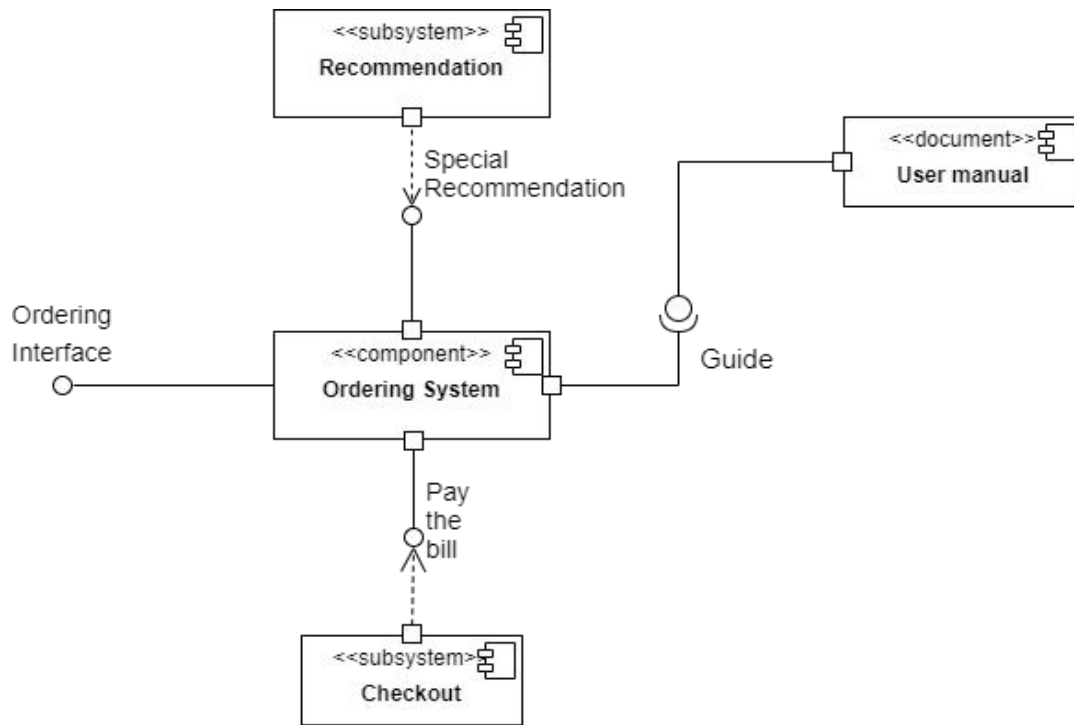 <<subsystem>>
Recommendation
Special
Recommendation
<<document>>
User manual
Ordering
Interface
<<component>>
Ordering System
Guide
Pay
the
bill
<<subsystem>>
Checkout